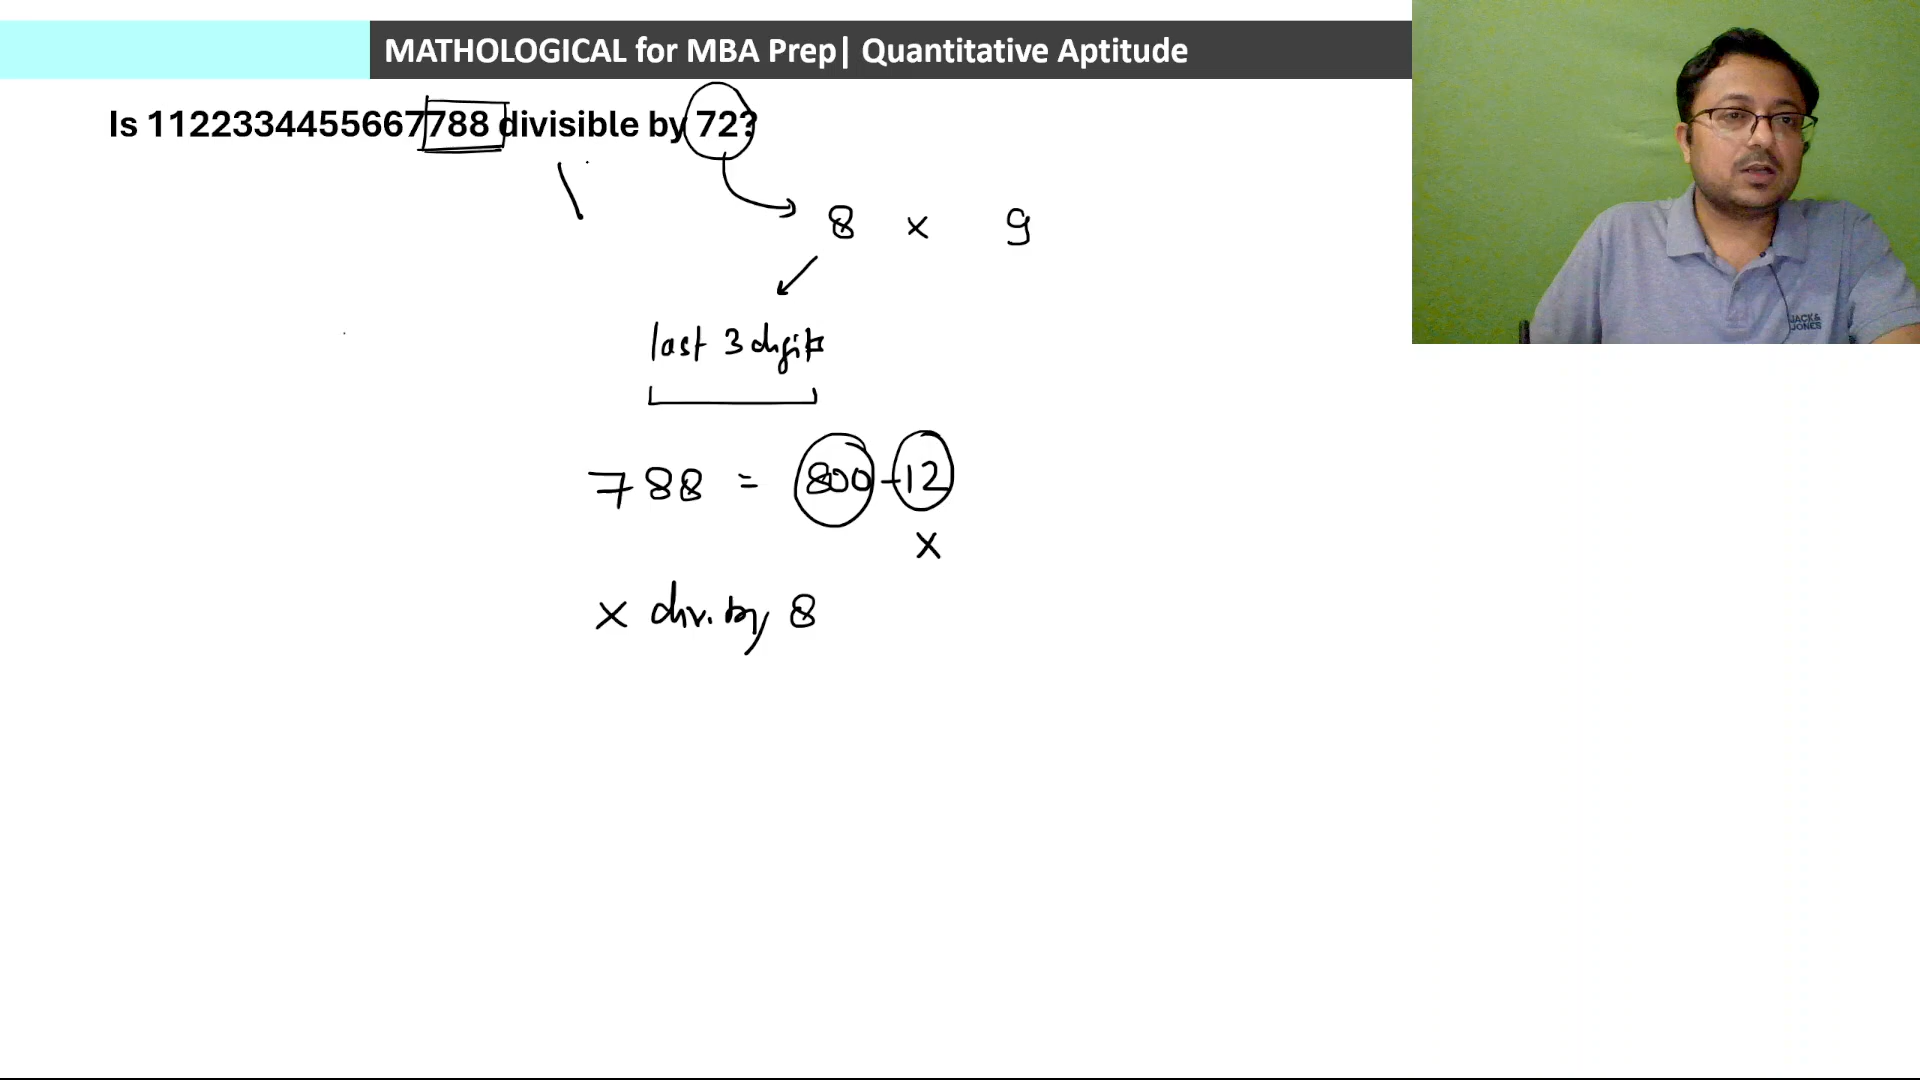 MATHOLOGICAL for MBA Prep| Quantitative Aptitude
Is 1122334455667788 divisible by 72?
8 x 9
last 3 digits
788 = 800-12
x
x div. by 8
JACK&
JONES